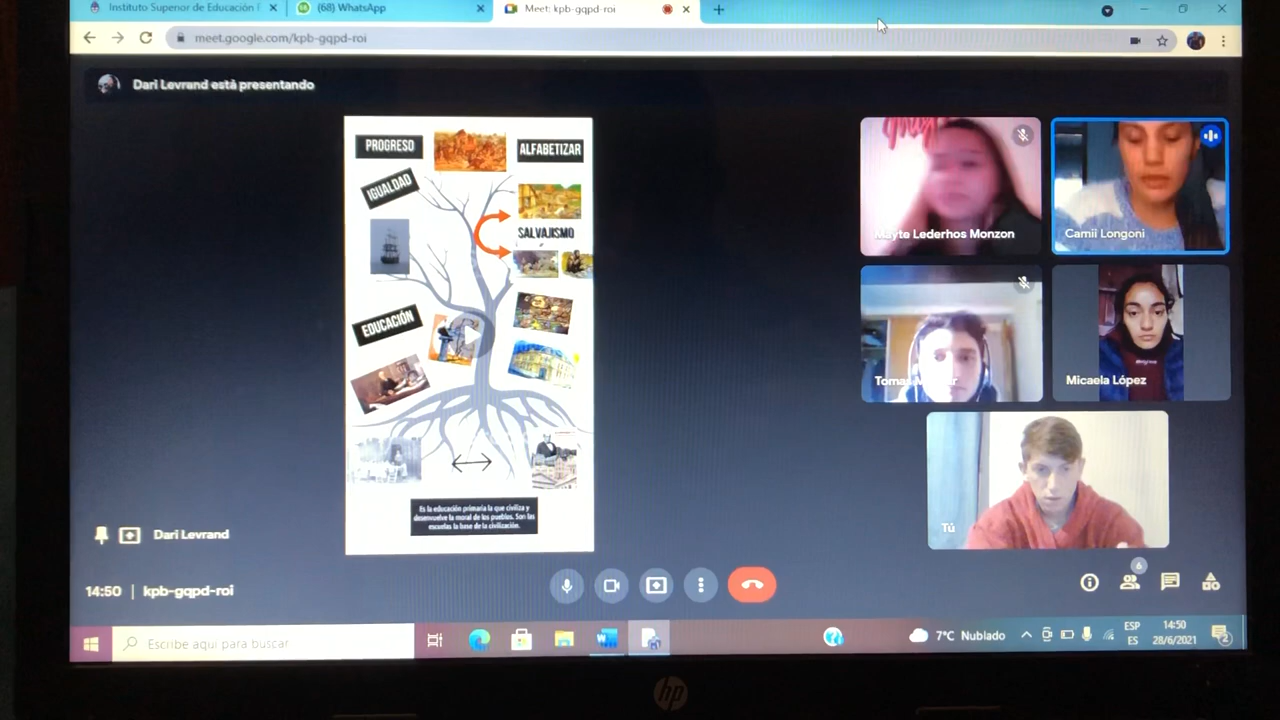 Instituto Superior de Educación F
(68) WhatsApp
Meet: kpb-gqpd-roi
meet.google.com/kpb-gqpd-roi
Dari Levrand está presentando
PROGRESO
ALFABETIZAR
IGUALDAD
SALVAJISMO
EDUCACIÓN
Es la educación primaria la que civiliza y
desenvuelve la moral de los pueblos. Son las
escuelas la base de la civilización.
Mayte Lederhos Monzon
Camii Longoni
Micaela López
Tú
Dari Levrand
6
14:50 | kpb-gqpd-roi
Escribe aquí para buscar
7°C Nublado
ESP
ES
14:50
28/6/2021
2
hp